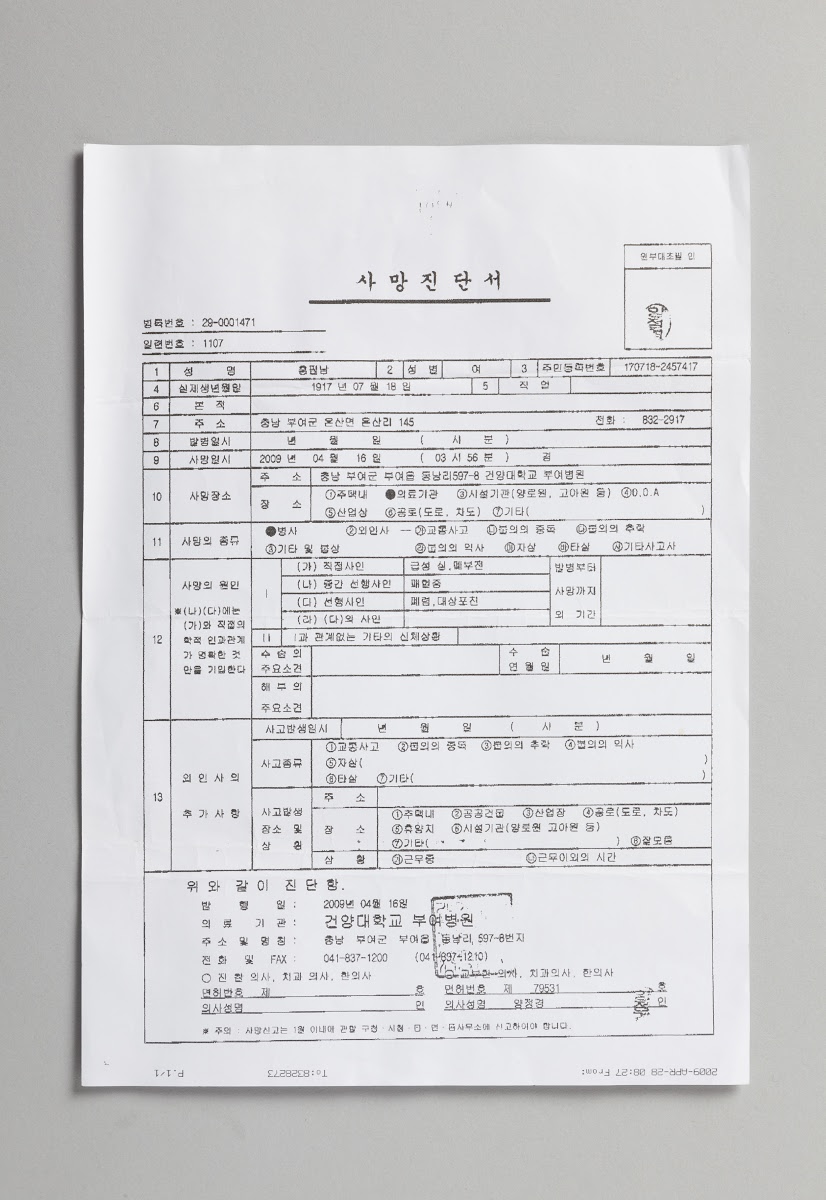 사망진단서
원부대조필 인
병록번호 : 29-0001471
일련번호 : 1107
1 성 명 홍점남 2 성별 여 3 주민등록번호 170718-2457417
4 실제생년월일 1917 년 07 월 18 일 5 직 업
6 본 적
7 주 소 충남 부여군 은산면 은산리 145 전화 : 832-2917
8 발병일시 년 월 일 ( 시 분 )
9 사망일시 2009 년 04 월 16 일 ( 03 시 56 분 ) 경
10 사망장소 주 소 충남 부여군 부여읍 동남리597-8 건양대학교 부여병원
장 소 ①주택내 ●의료기관 ③시설기관(양로원, 고아원 등) ④D.O.A
⑤산업상 ⑥공로(도로, 차도) ⑦기타( )
11 사망의 종류 ●병사 ②외인사 — ㉮교통사고 ㉯불의의 중독 ㉰불의의 추락
③기타 및 불상 ㉱불의의 익사 ㉲자상 ㉳타살 ㉴기타사고사
12 사망의 원인
※(나)(다)에는
(가)와 직접의
학적 인과관계
가 명확한 것
만을 기입한다
I (가) 직접사인 급성 심,폐부전
(나) 중간 선행사인 패혈증
(다) 선행사인 폐렴,대상포진
(라) (다)의 사인
발병부터
사망까지
의 기간
II I과 관계없는 기타의 신체상황
수 술 의
주요소견
수 술
연 월 일
년 월 일
해 부 의
주요소견
13 외 인 사 의
추 가 사 항
사고발생일시 년 월 일 ( 시 분 )
사고종류 ①교통사고 ②불의의 중독 ③불의의 추락 ④불의의 익사
⑤자살( )
⑥타살 ⑦기타( )
사고발생
장소 및
상 황
주 소
장 소 ①주택내 ②공공건물 ③산업장 ④공로(도로, 차도)
⑤휴양지 ⑥시설기관(양로원 고아원 등)
⑦기타( ) ⑧잘모름
상 황 ㉮근무중 ㉯근무이외의 시간
위 와 같 이 진 단 함.
발 행 일 : 2009년 04월 16일
의 료 기 관 : 건양대학교 부여병원
주 소 및 명 칭 : 충남 부여군 부여읍 동남리, 597-8번지
전 화 및 FAX : 041-837-1200 (041-837-1210)
○ 진 찰 의사, 치과 의사, 한의사
의사, 치과의사, 한의사
면허번호 제 호 면허번호 제 79531 호
의사성명 인 의사성명 양정경 인
※ 주의 : 사망신고는 1월 이내에 관할 구청·시청·읍·면·동사무소에 신고하여야 합니다.
2009-APR-28 08:27 From: To:8328273 P.1/1